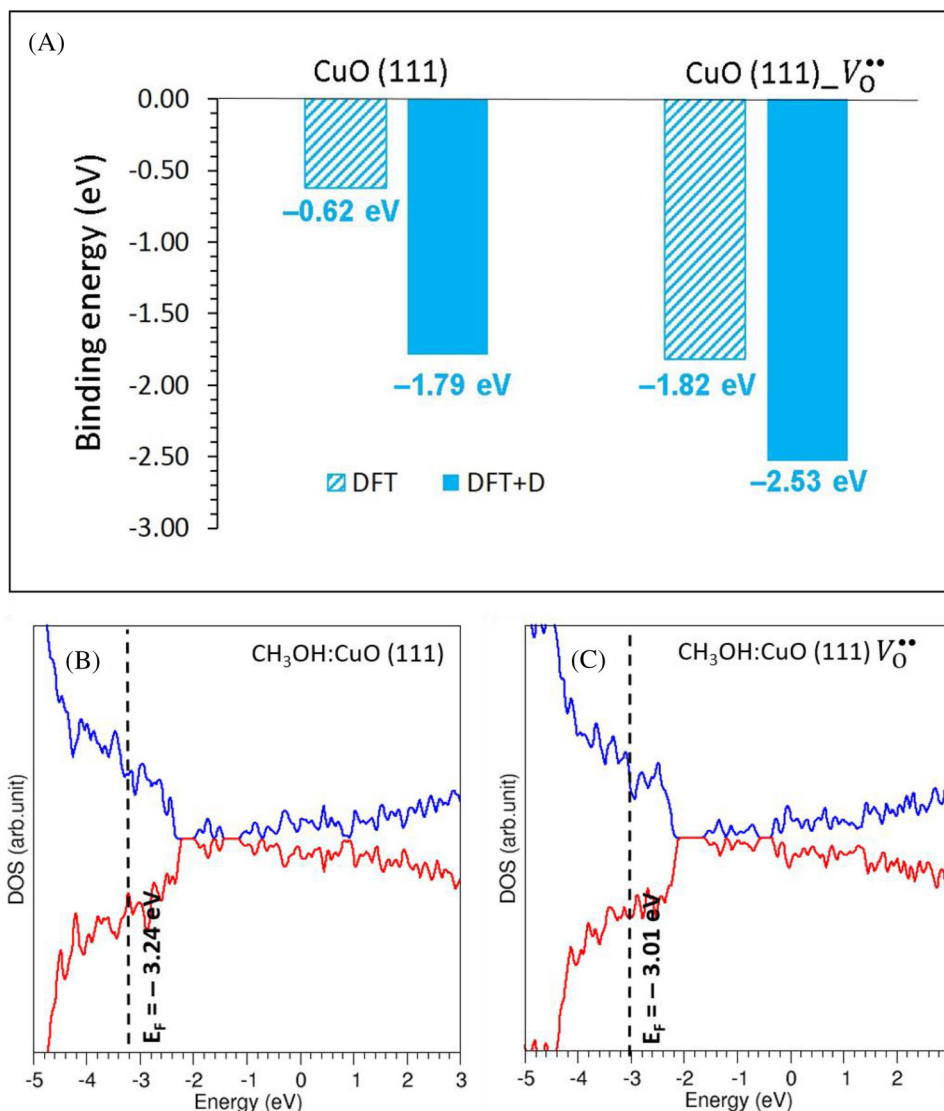 (A)
CuO (111)
CuO (111)_V_O^••
Binding energy (eV)
0.00
-0.50
-1.00
-1.50
-2.00
-2.50
-3.00
–0.62 eV
–1.79 eV
–1.82 eV
–2.53 eV
DFT
DFT+D
(B)
CH₃OH:CuO (111)
DOS (arb.unit)
E_F = – 3.24 eV
-5 -4 -3 -2 -1 0 1 2 3
Energy (eV)
(C)
CH₃OH:CuO (111) V_O^••
DOS (arb.unit)
E_F = – 3.01 eV
-5 -4 -3 -2 -1 0 1 2
Energy (eV)